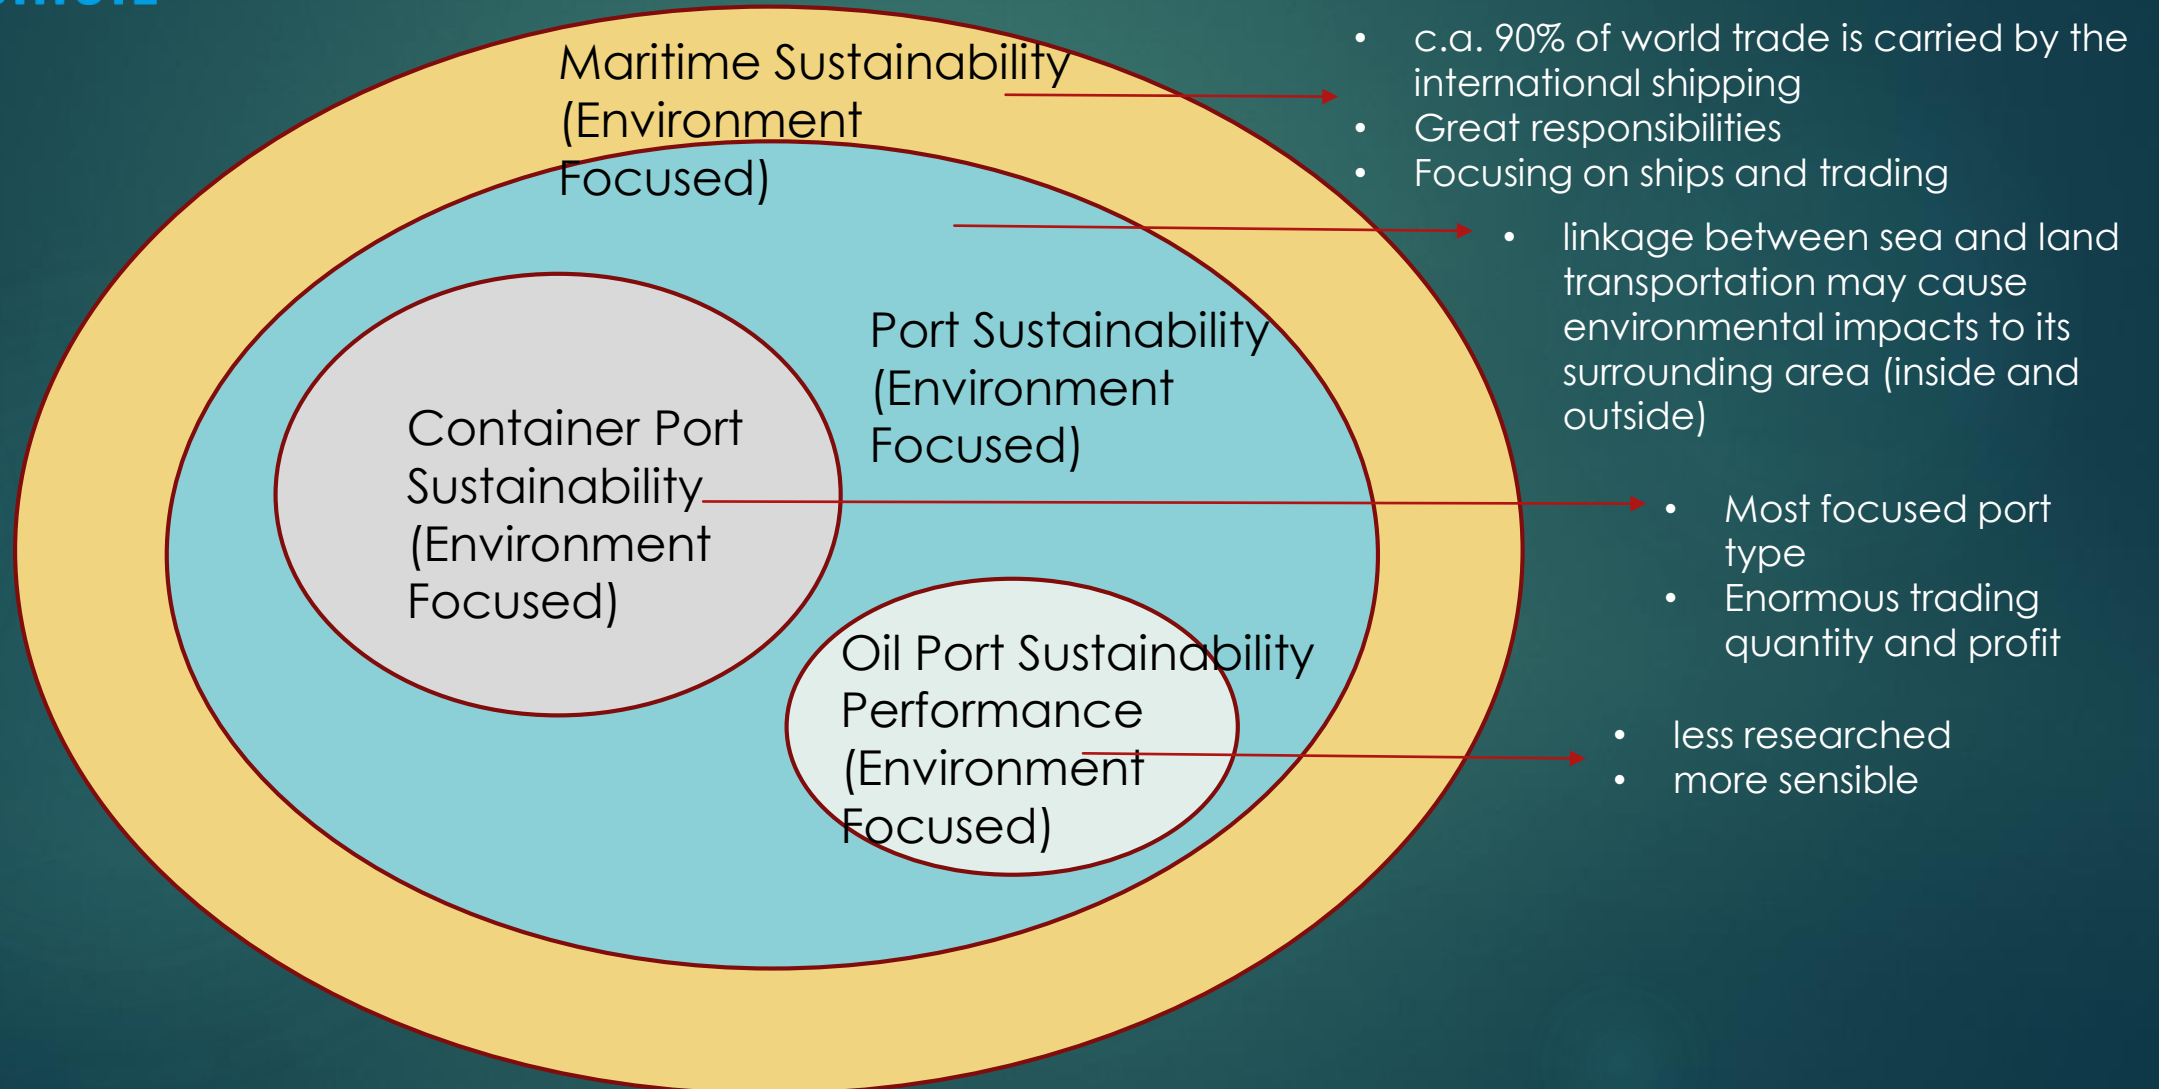 Maritime Sustainability
(Environment
Focused)
• c.a. 90% of world trade is carried by the
international shipping
• Great responsibilities
• Focusing on ships and trading
• linkage between sea and land
transportation may cause
environmental impacts to its
surrounding area (inside and
outside)
Port Sustainability
(Environment
Focused)
Container Port
Sustainability
(Environment
Focused)
• Most focused port
type
• Enormous trading
quantity and profit
Oil Port Sustainability
Performance
(Environment
Focused)
• less researched
• more sensible